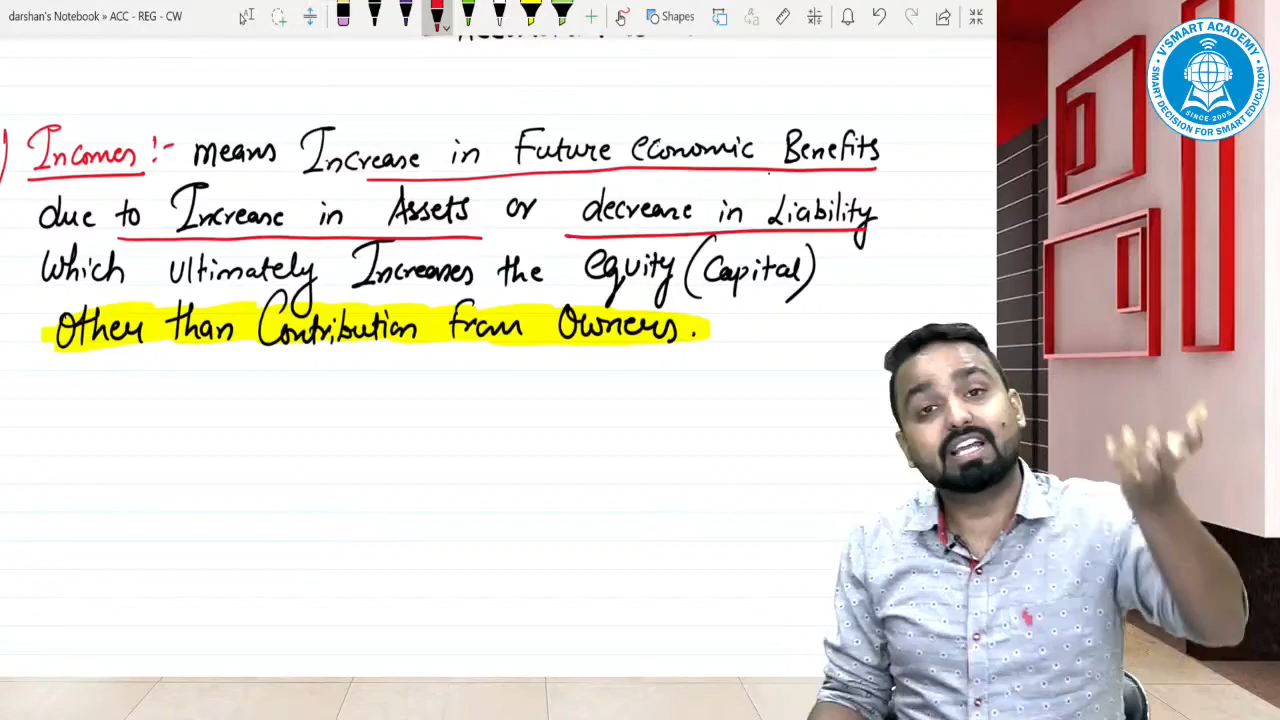 darshan's Notebook » ACC - REG - CW
Shapes
V'SMART ACADEMY
SMART DECISION FOR SMART EDUCATION
SINCE-2005
) Incomes :- means Increase in Future economic Benefits
due to Increase in Assets or decrease in Liability
Which ultimately Increases the equity (Capital)
Other than Contribution from Owners.